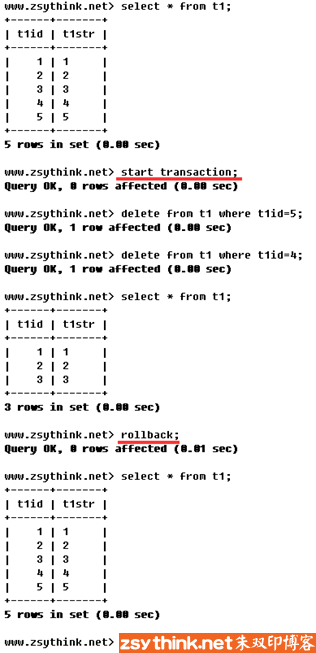 www.zsythink.net> select * from t1;
+------+-------+
| t1id | t1str |
+------+-------+
|    1 | 1     |
|    2 | 2     |
|    3 | 3     |
|    4 | 4     |
|    5 | 5     |
+------+-------+
5 rows in set (0.00 sec)
www.zsythink.net> start transaction;
Query OK, 0 rows affected (0.00 sec)
www.zsythink.net> delete from t1 where t1id=5;
Query OK, 1 row affected (0.00 sec)
www.zsythink.net> delete from t1 where t1id=4;
Query OK, 1 row affected (0.00 sec)
www.zsythink.net> select * from t1;
+------+-------+
| t1id | t1str |
+------+-------+
|    1 | 1     |
|    2 | 2     |
|    3 | 3     |
+------+-------+
3 rows in set (0.00 sec)
www.zsythink.net> rollback;
Query OK, 0 rows affected (0.01 sec)
www.zsythink.net> select * from t1;
+------+-------+
| t1id | t1str |
+------+-------+
|    1 | 1     |
|    2 | 2     |
|    3 | 3     |
|    4 | 4     |
|    5 | 5     |
+------+-------+
5 rows in set (0.00 sec)
www.zsythink.net> zsythink.net朱双印博客